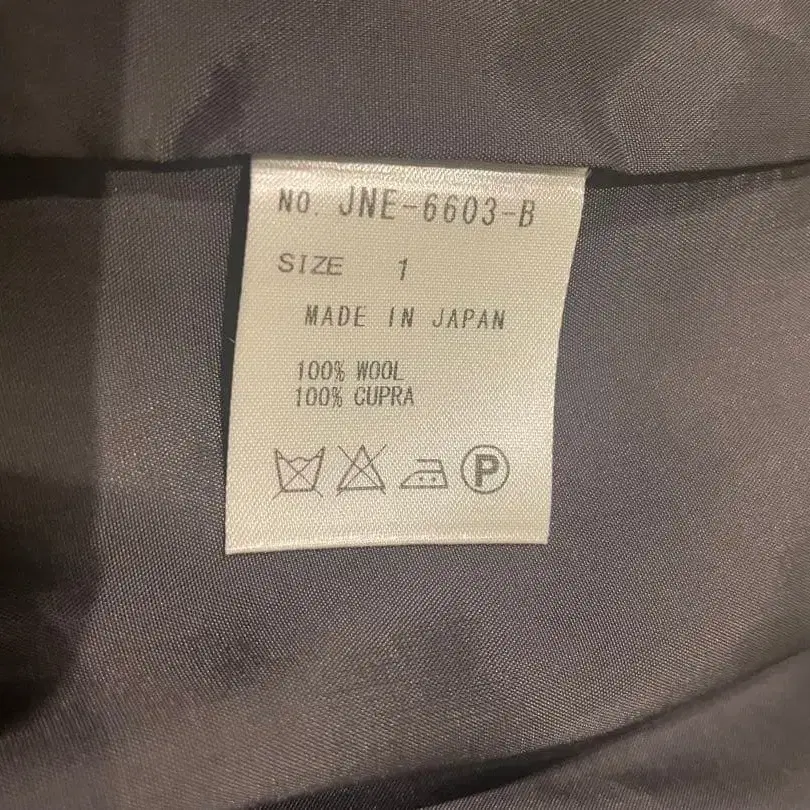 NO. JNE-6603-B
SIZE 1
MADE IN JAPAN
100% WOOL
100% CUPRA
P